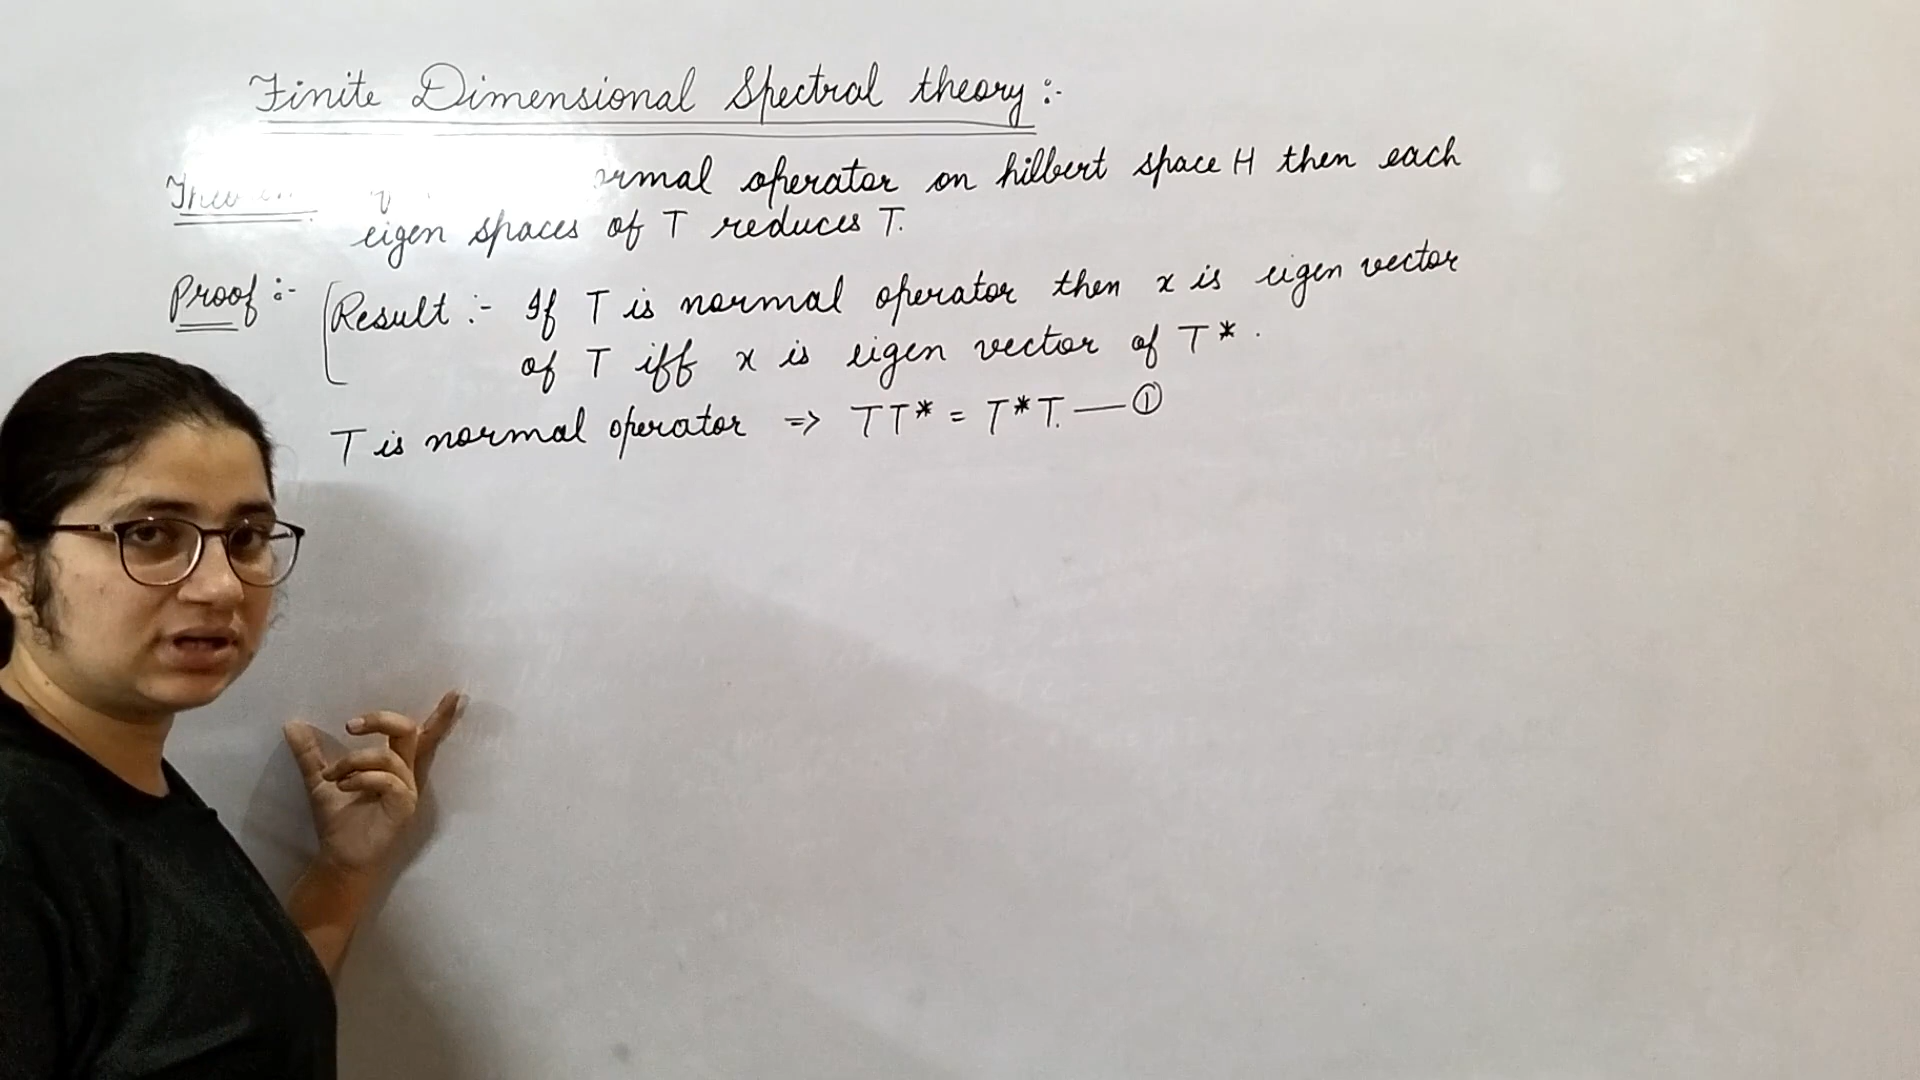 Finite Dimensional Spectral theory :-
operator on hilbert space H then each
eigen spaces of T reduces T.
Proof :- [Result :- If T is normal operator then x is eigen vector
of T iff x is eigen vector of T* .
T is normal operator => TT* = T*T. — ①